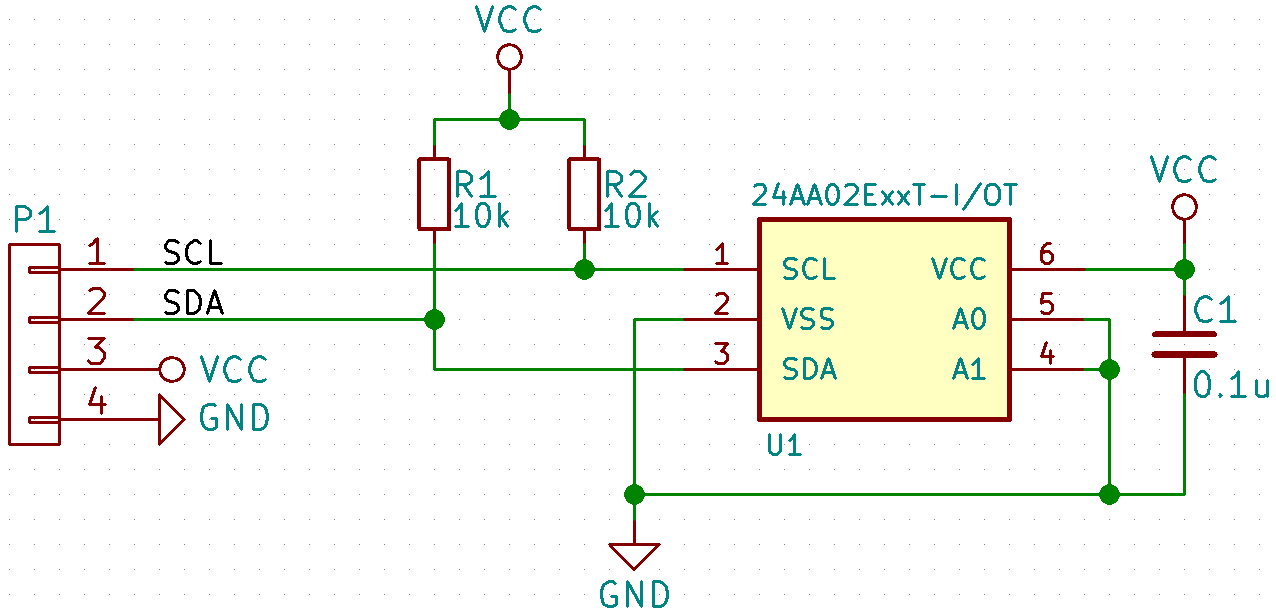 VCC
R1
10k
R2
10k
P1
1
SCL
2
SDA
3
VCC
4
GND
24AA02ExxT-I/OT
1
SCL
VCC
6
2
VSS
A0
5
3
SDA
A1
4
U1
VCC
C1
0.1u
GND